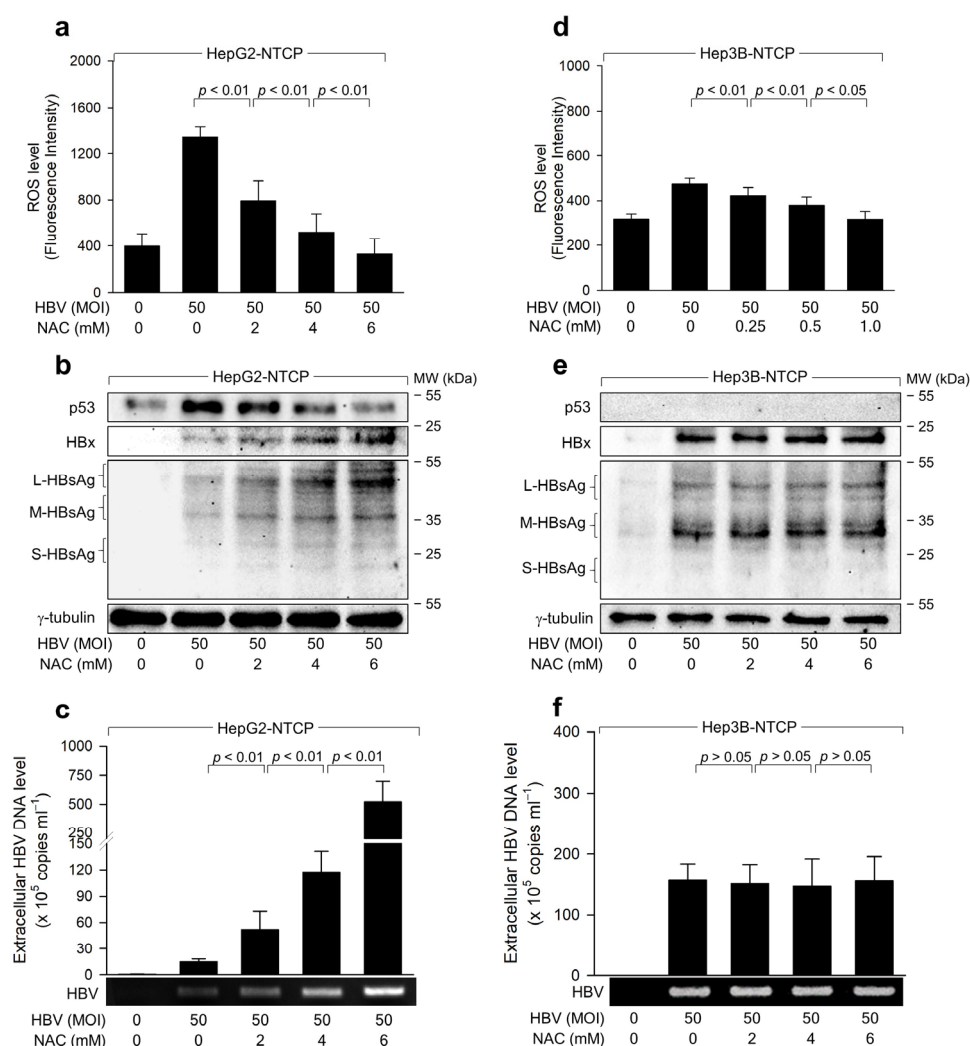 a
HepG2-NTCP
ROS level
(Fluorescence Intensity)
2000
1600
1200
800
400
0
p < 0.01 p < 0.01 p < 0.01
HBV (MOI) 0 50 50 50 50
NAC (mM) 0 0 2 4 6
d
Hep3B-NTCP
ROS level
(Fluorescence Intensity)
1000
800
600
400
200
0
p < 0.01 p < 0.01 p < 0.05
HBV (MOI) 0 50 50 50 50
NAC (mM) 0 0 0.25 0.5 1.0
b
HepG2-NTCP
MW (kDa)
p53
55
HBx
25
55
L-HBsAg
M-HBsAg
35
S-HBsAg
25
55
γ-tubulin
HBV (MOI) 0 50 50 50 50
NAC (mM) 0 0 2 4 6
e
Hep3B-NTCP
MW (kDa)
p53
55
HBx
25
55
L-HBsAg
M-HBsAg
35
S-HBsAg
25
55
γ-tubulin
HBV (MOI) 0 50 50 50 50
NAC (mM) 0 0 2 4 6
c
HepG2-NTCP
Extracellular HBV DNA level
(x 10⁵ copies ml⁻¹)
1000
750
500
250
150
120
90
60
30
0
p < 0.01 p < 0.01 p < 0.01
HBV
HBV (MOI) 0 50 50 50 50
NAC (mM) 0 0 2 4 6
f
Hep3B-NTCP
Extracellular HBV DNA level
(x 10⁵ copies ml⁻¹)
400
300
200
100
0
p > 0.05 p > 0.05 p > 0.05
HBV
HBV (MOI) 0 50 50 50 50
NAC (mM) 0 0 2 4 6